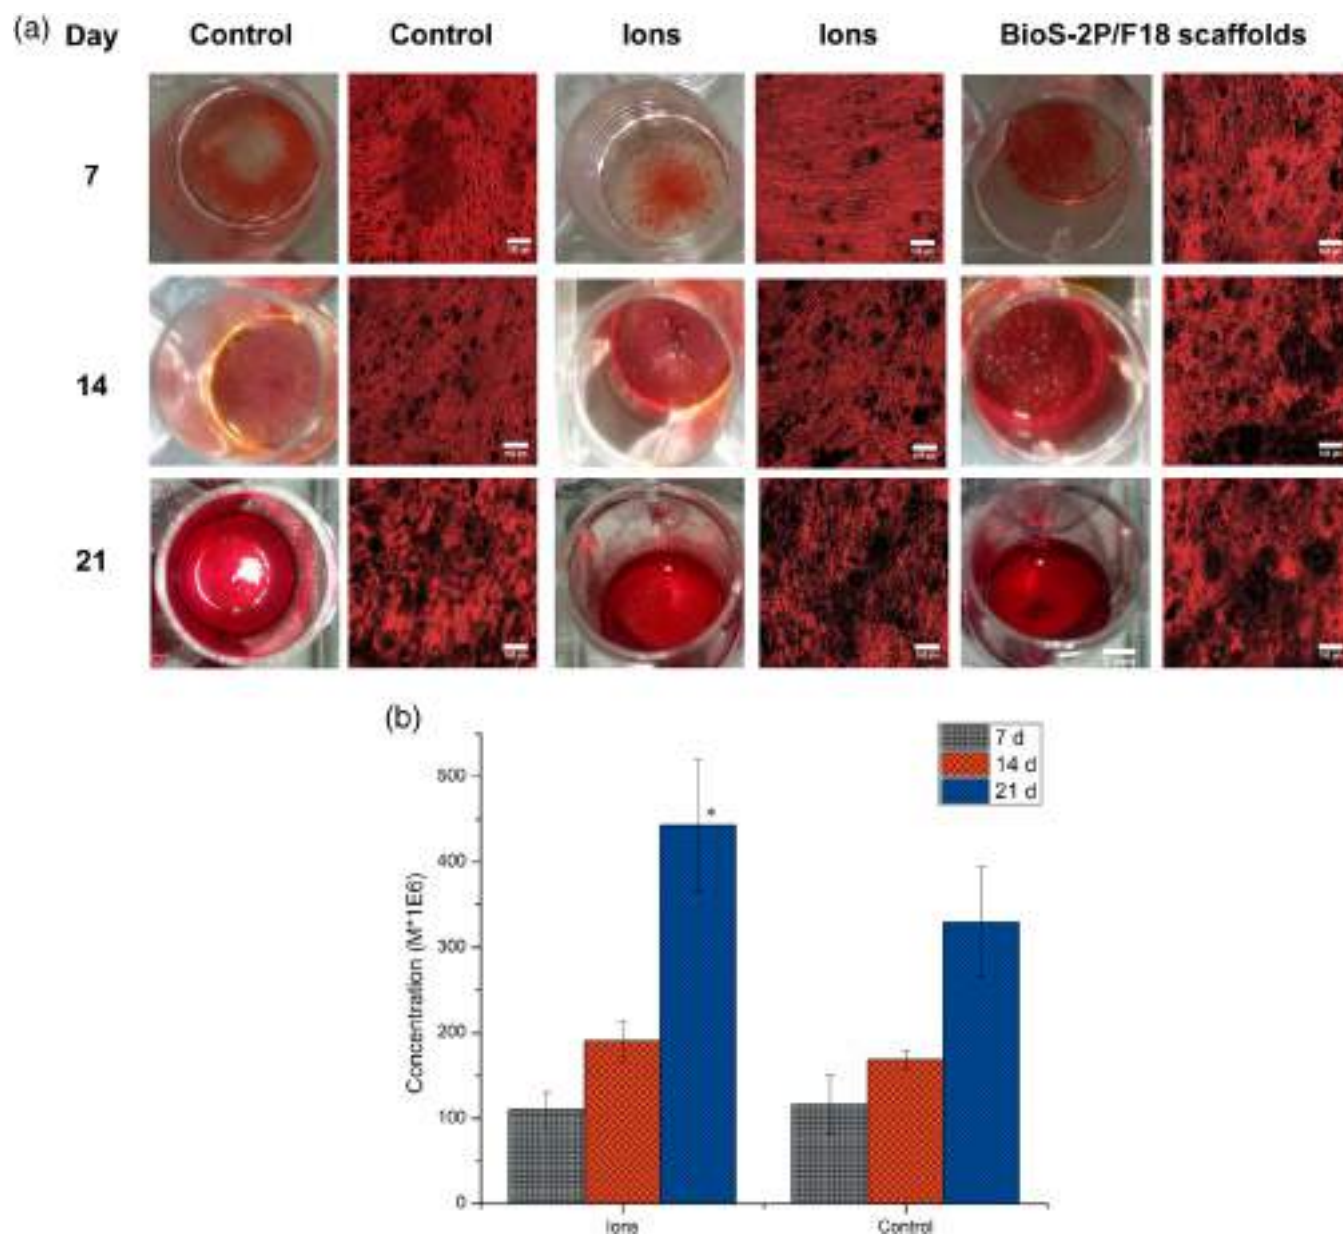 (a) Day Control Control Ions Ions BioS-2P/F18 scaffolds
7
14
21
(b)
7 d
14 d
21 d
500
400
300
200
100
0
Concentration (M*1E6)
*
Ions Control